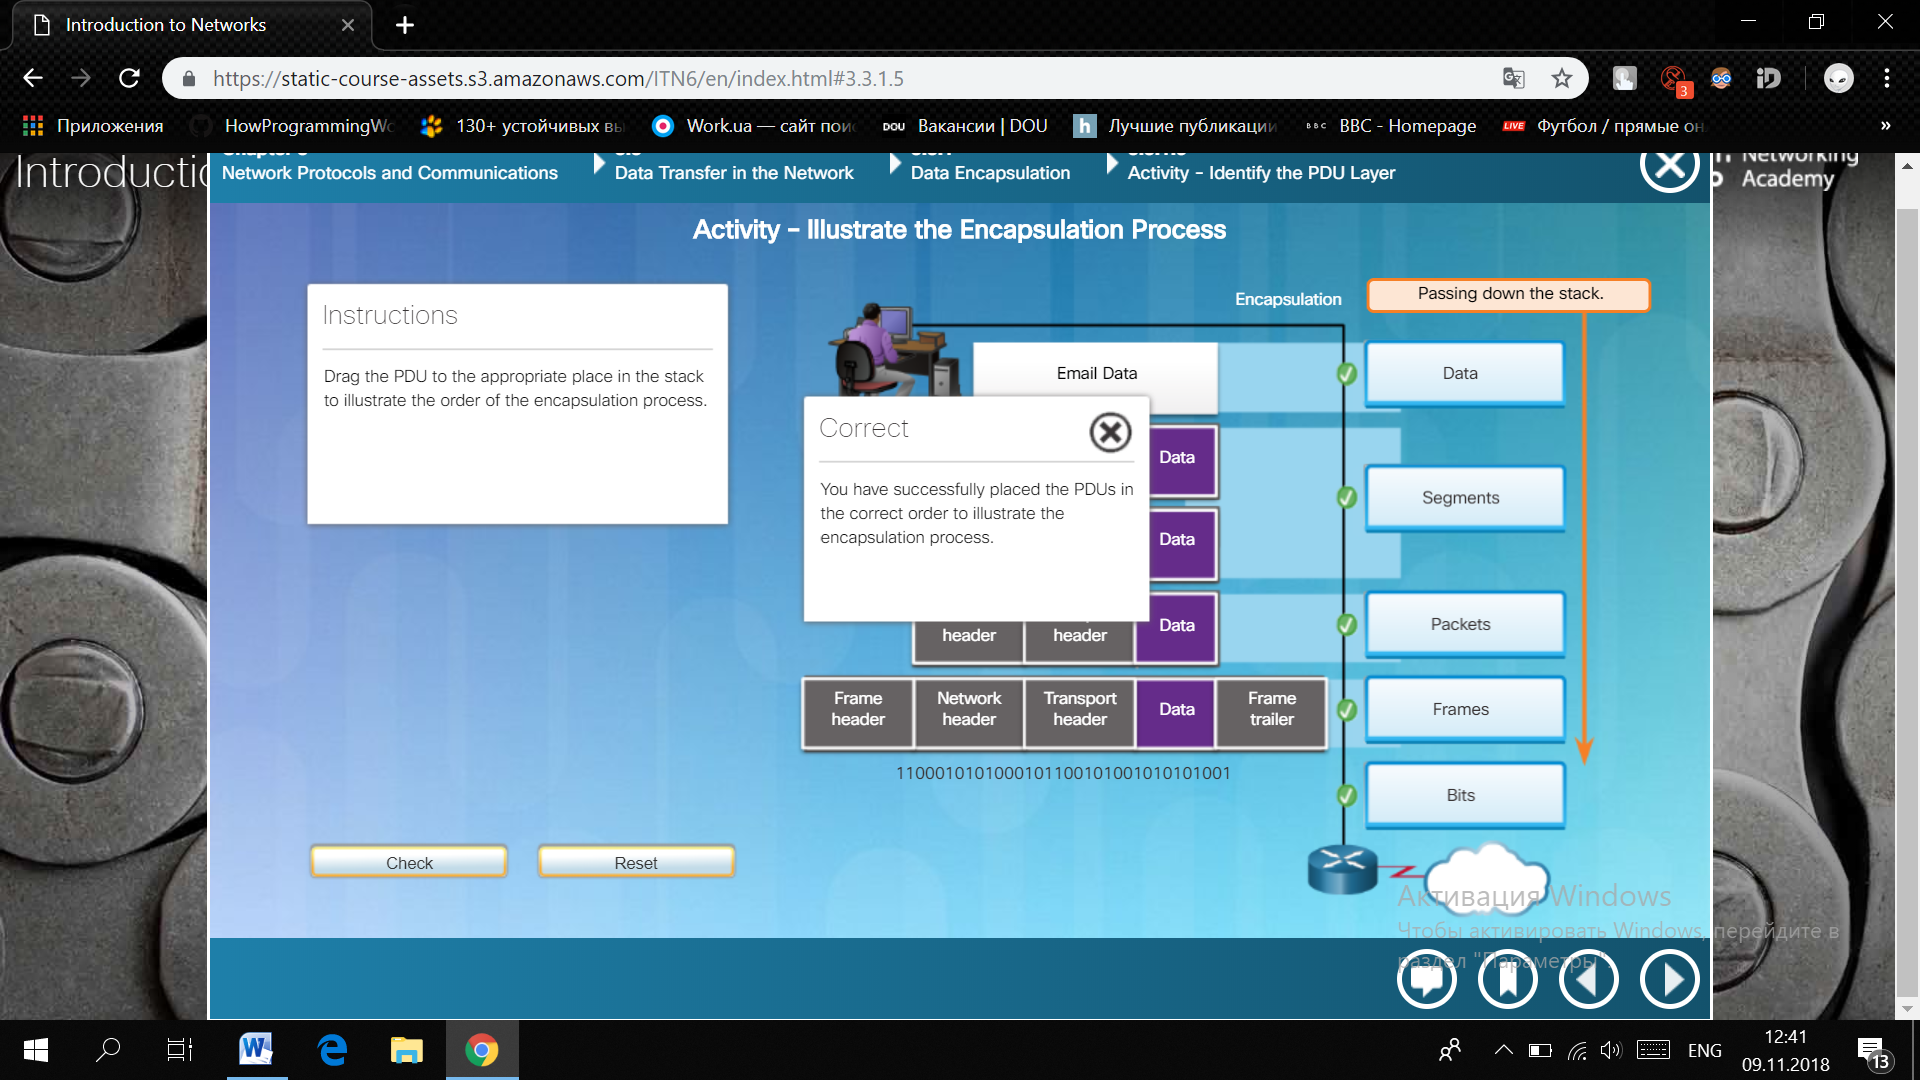 Introduction to Networks
https://static-course-assets.s3.amazonaws.com/ITN6/en/index.html#3.3.1.5
3
Приложения
HowProgrammingWo
130+ устойчивых вы
Work.ua — сайт пои
DOU
Вакансии | DOU
h
Лучшие публикации
BBC
BBC - Homepage
LIVE
Футбол / прямые он
»
Network Protocols and Communications
Data Transfer in the Network
Data Encapsulation
Activity – Identify the PDU Layer
Networking
Academy
Activity – Illustrate the Encapsulation Process
Instructions
Drag the PDU to the appropriate place in the stack
to illustrate the order of the encapsulation process.
Encapsulation
Passing down the stack.
Email Data
Data
Correct
You have successfully placed the PDUs in
the correct order to illustrate the
encapsulation process.
Data
Segments
Data
header
header
Data
Packets
Frame
header
Network
header
Transport
header
Data
Frame
trailer
Frames
1100010101000101100101001010101001
Bits
Check
Reset
Активация Windows
Чтобы активировать Windows, перейдите в
раздел "Параметры".
ENG
12:41
09.11.2018
13